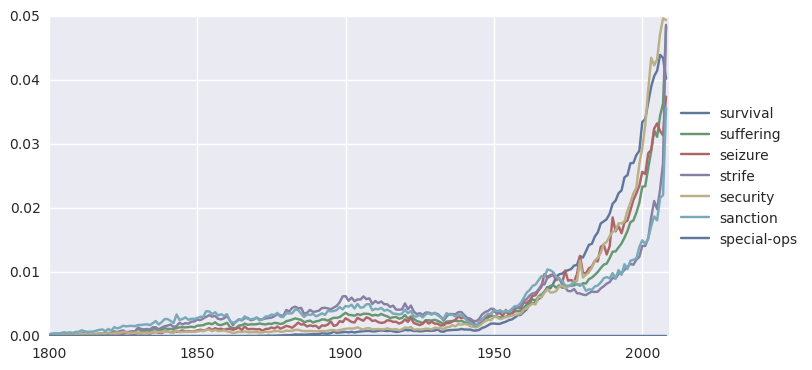 0.05
0.04
0.03
0.02
0.01
0.00
1800 1850 1900 1950 2000
survival
suffering
seizure
strife
security
sanction
special-ops